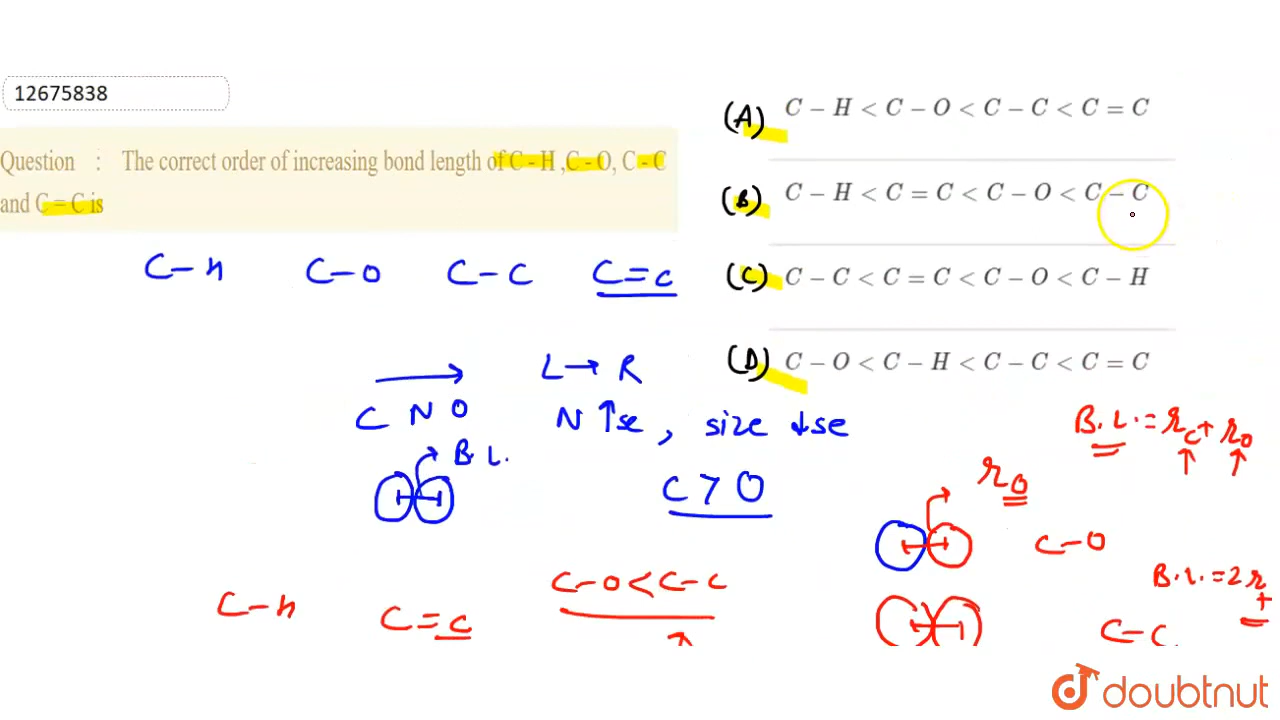 12675838
Question : The correct order of increasing bond length of C - H ,C - O, C - C
and C = C is
(A) C − H < C − O < C − C < C = C
(B) C − H < C = C < C − O < C − C
(C) C − C < C = C < C − O < C − H
(D) C − O < C − H < C − C < C = C
C-H C-O C-C C=C
L → R
C N O
N ↑se, size ↓se
B.L.
C > O
B.L. = r_C + r_O
r_O
C-O
C-O < C-C
B.L. = 2r
+
C-H
C=C
C-C
doubtnut